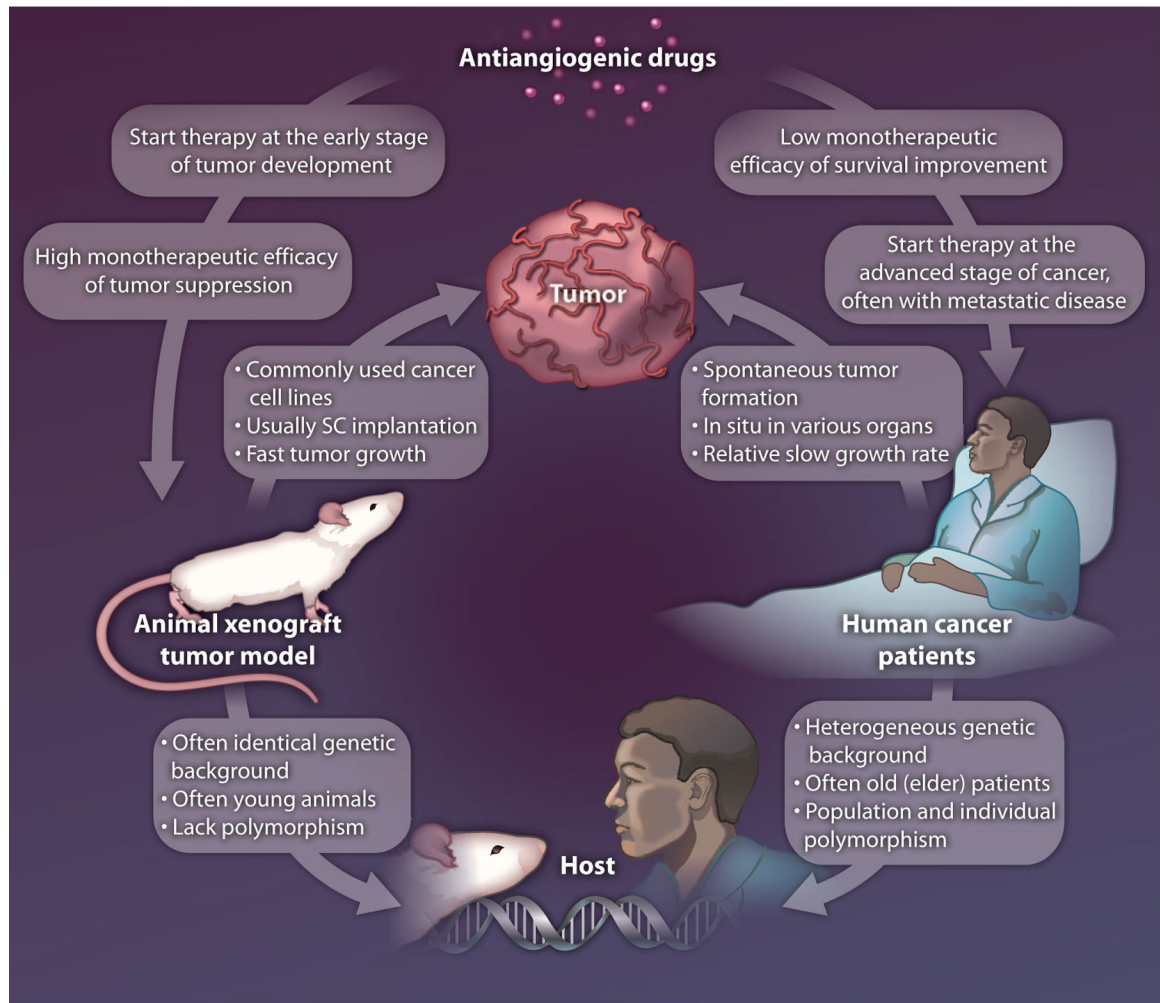 Antiangiogenic drugs
Start therapy at the early stage
of tumor development
High monotherapeutic efficacy
of tumor suppression
Low monotherapeutic
efficacy of survival improvement
Start therapy at the
advanced stage of cancer,
often with metastatic disease
Tumor
• Commonly used cancer
cell lines
• Usually SC implantation
• Fast tumor growth
• Spontaneous tumor
formation
• In situ in various organs
• Relative slow growth rate
Animal xenograft
tumor model
Human cancer
patients
• Often identical genetic
background
• Often young animals
• Lack polymorphism
• Heterogeneous genetic
background
• Often old (elder) patients
• Population and individual
polymorphism
Host